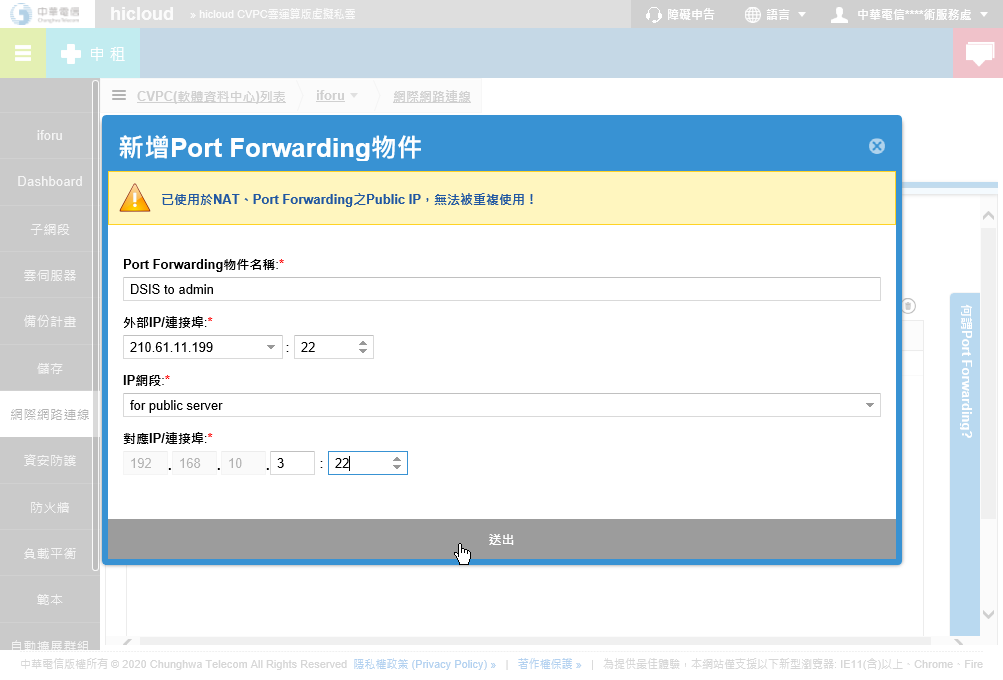 中華電信
Chunghwa Telecom
hicloud
» hicloud CVPC雲運算版虛擬私雲
障礙申告
語言
中華電信****術服務處
申租
CVPC(軟體資料中心)列表
iforu
網際網路連線
iforu
Dashboard
子網段
雲伺服器
備份計畫
儲存
網際網路連線
資安防護
防火牆
負載平衡
範本
自動擴展群組
新增Port Forwarding物件
已使用於NAT、Port Forwarding之Public IP，無法被重複使用！
Port Forwarding物件名稱:*
DSIS to admin
外部IP/連接埠:*
210.61.11.199 : 22
IP網段:*
for public server
對應IP/連接埠:*
192 . 168 . 10 . 3 : 22
送出
何謂Port Forwarding?
中華電信版權所有 © 2020 Chunghwa Telecom All Rights Reserved 隱私權政策 (Privacy Policy) » | 著作權保護 » | 為提供最佳體驗，本網站僅支援以下新型瀏覽器: IE11(含)以上、Chrome、Fire